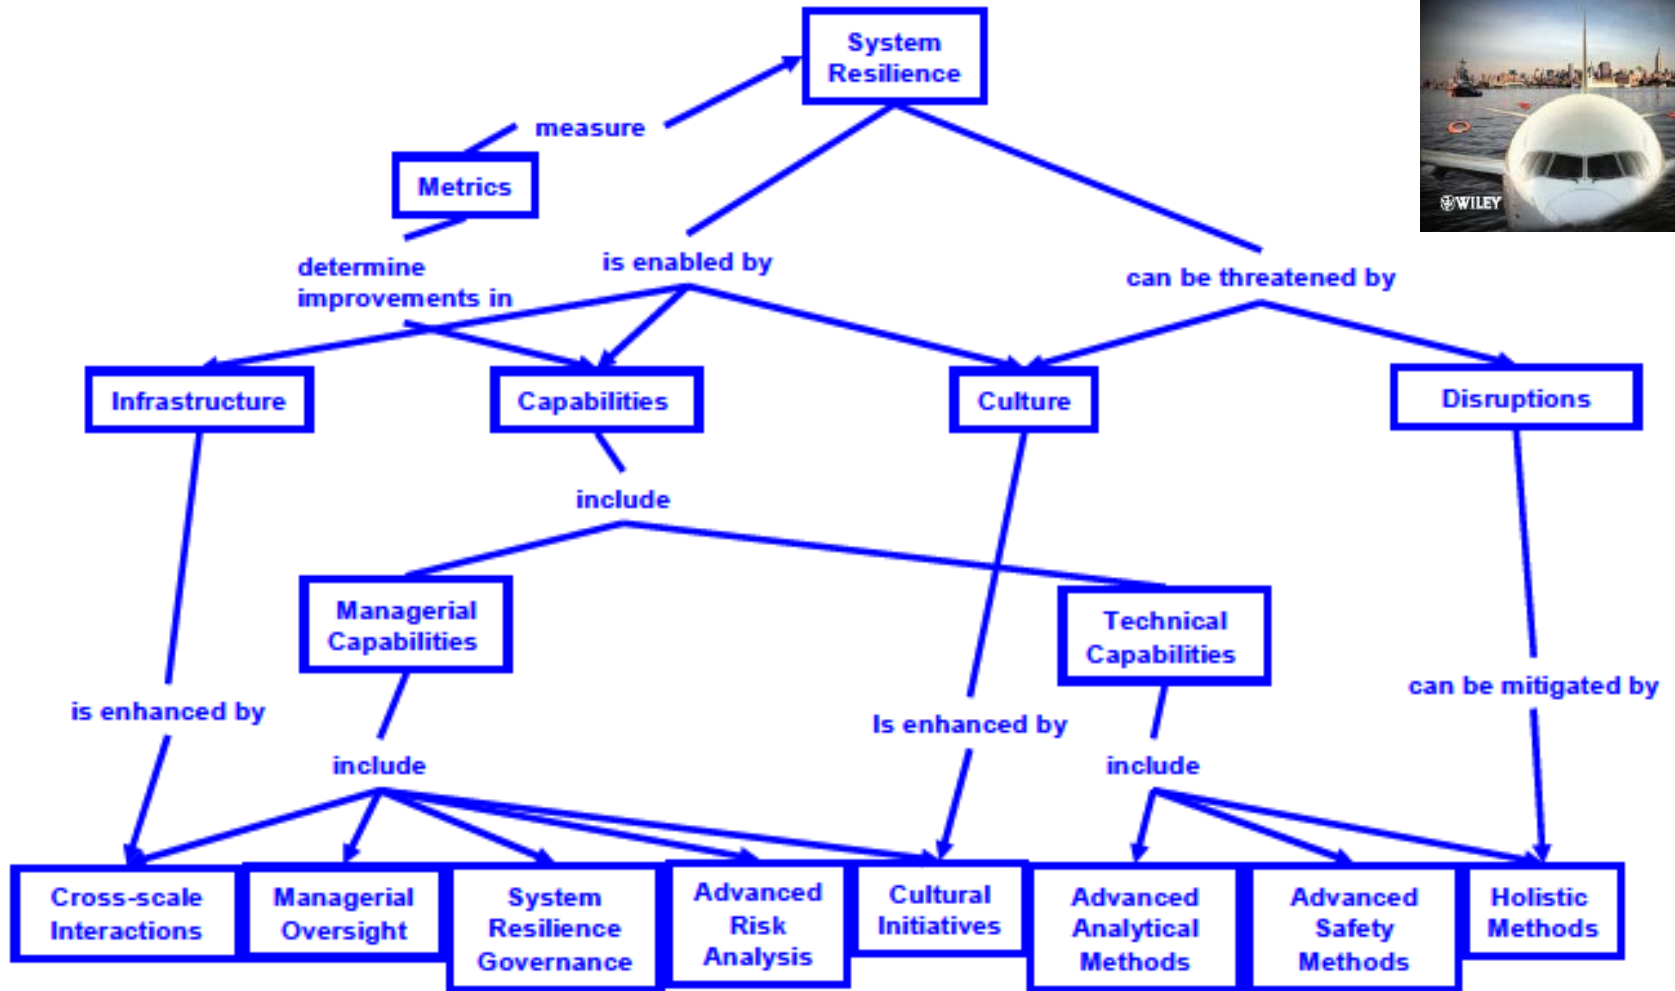 System
Resilience
measure
Metrics
WILEY
determine
improvements in
is enabled by
can be threatened by
Infrastructure
Capabilities
Culture
Disruptions
include
Managerial
Capabilities
Technical
Capabilities
is enhanced by
Is enhanced by
can be mitigated by
include
include
Cross-scale
Interactions
Managerial
Oversight
System
Resilience
Governance
Advanced
Risk
Analysis
Cultural
Initiatives
Advanced
Analytical
Methods
Advanced
Safety
Methods
Holistic
Methods